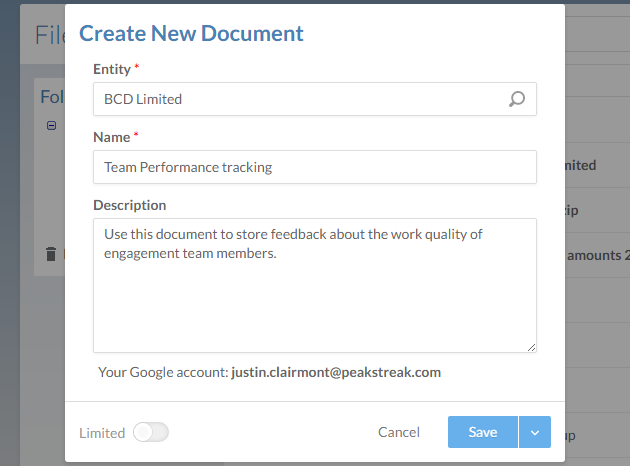 Create New Document
File
Fol
Entity *
BCD Limited
Name *
Team Performance tracking
mited
Description
zip
Use this document to store feedback about the work quality of
engagement team members.
amounts 2
Your Google account: justin.clairmont@peakstreak.com
Limited
Cancel
Save
up